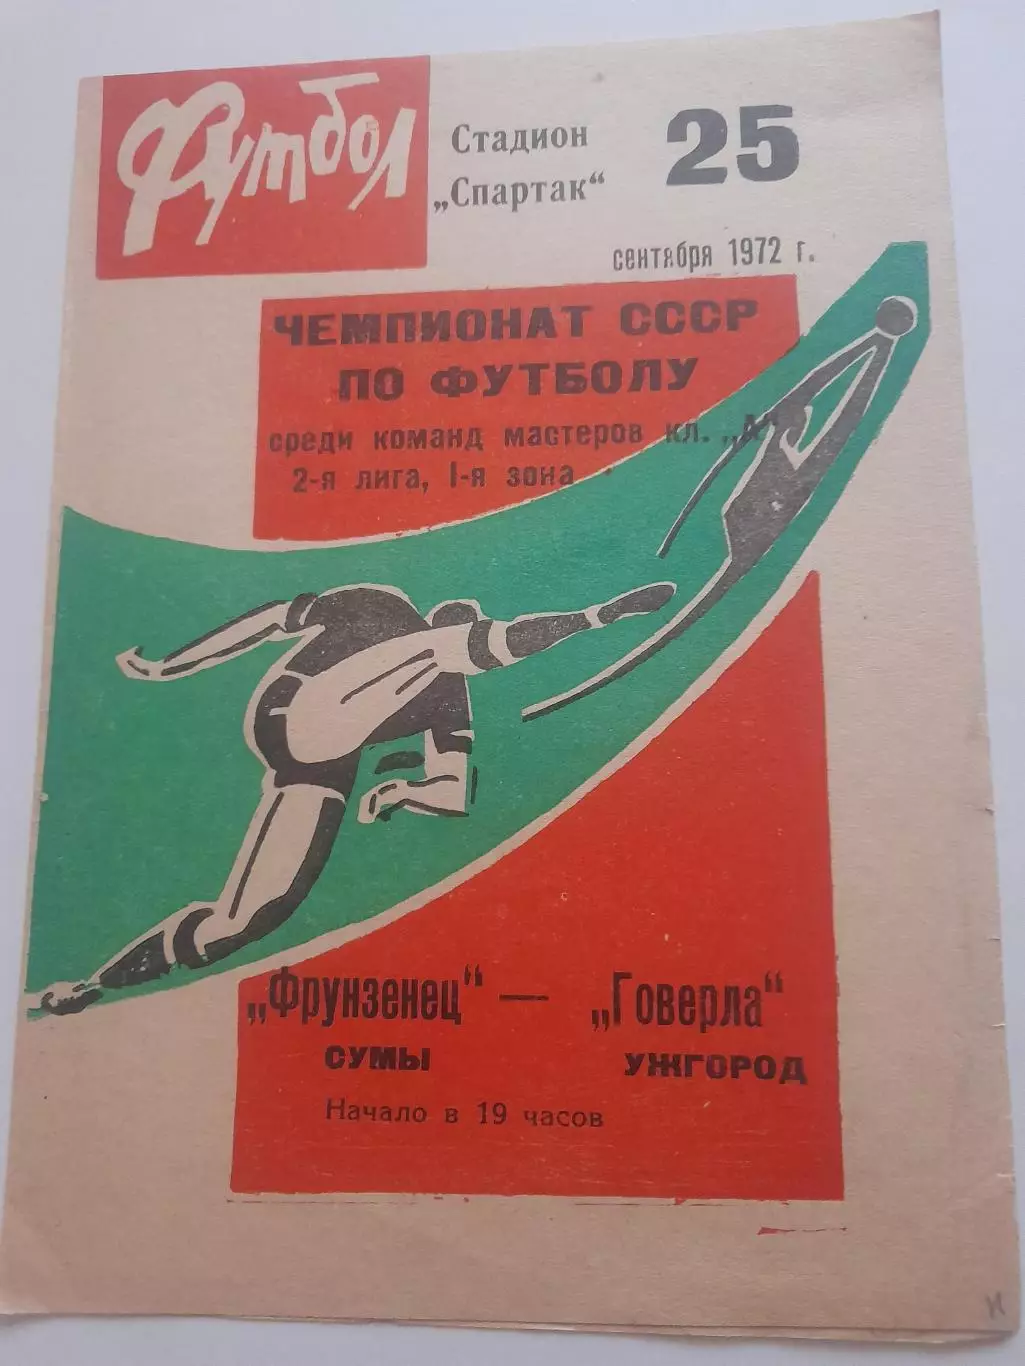 Футбол
Стадион
„Спартак“
25
сентября 1972 г.
ЧЕМПИОНАТ СССР
ПО ФУТБОЛУ
среди команд мастеров кл. „А“
2-я лига, I-я зона
„Фрунзенец“ — „Говерла“
СУМЫ УЖГОРОД
Начало в 19 часов
и